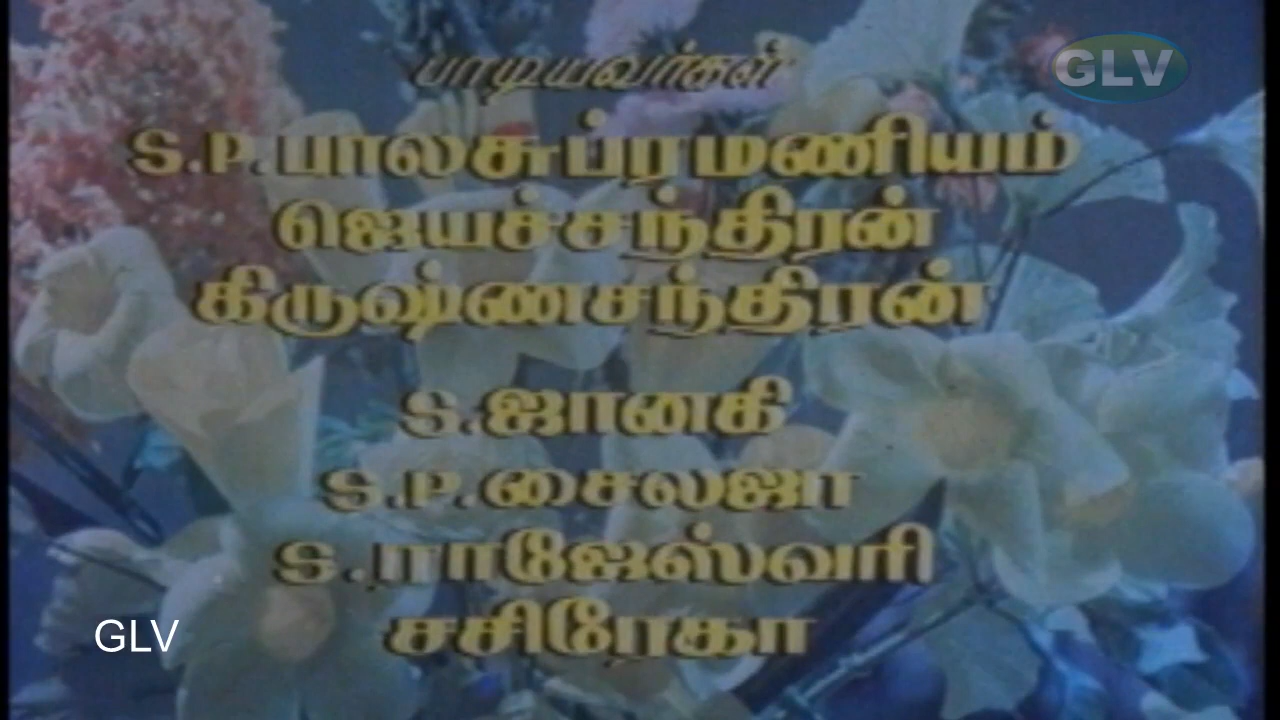 பாடியவர்கள்
GLV
S.P. பாலசுப்ரமணியம்
ஜெயச்சந்திரன்
கிருஷ்ணசந்திரன்
S. ஜானகி
S.P. சைலஜா
S. ராஜேஸ்வரி
சசிரேகா
GLV